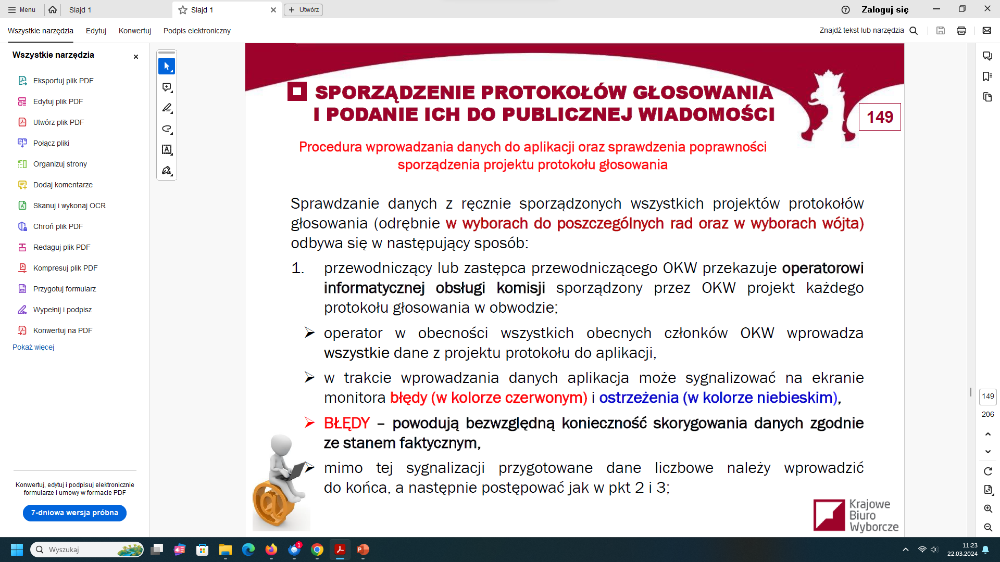 Menu
Slajd 1
Slajd 1
Utwórz
Zaloguj się
Wszystkie narzędzia
Edytuj
Konwertuj
Podpis elektroniczny
Znajdź tekst lub narzędzia
Wszystkie narzędzia
Eksportuj plik PDF
Edytuj plik PDF
Utwórz plik PDF
Połącz pliki
Organizuj strony
Dodaj komentarze
Skanuj i wykonaj OCR
Chroń plik PDF
Redaguj plik PDF
Kompresuj plik PDF
Przygotuj formularz
Wypełnij i podpisz
Konwertuj na PDF
Pokaż więcej
Konwertuj, edytuj i podpisuj elektronicznie
formularze i umowy w formacie PDF
7-dniowa wersja próbna
SPORZĄDZENIE PROTOKOŁÓW GŁOSOWANIA
I PODANIE ICH DO PUBLICZNEJ WIADOMOŚCI
149
Procedura wprowadzania danych do aplikacji oraz sprawdzenia poprawności
sporządzenia projektu protokołu głosowania
Sprawdzanie danych z ręcznie sporządzonych wszystkich projektów protokołów
głosowania (odrębnie w wyborach do poszczególnych rad oraz w wyborach wójta)
odbywa się w następujący sposób:
1. przewodniczący lub zastępca przewodniczącego OKW przekazuje operatorowi
informatycznej obsługi komisji sporządzony przez OKW projekt każdego
protokołu głosowania w obwodzie;
operator w obecności wszystkich obecnych członków OKW wprowadza
wszystkie dane z projektu protokołu do aplikacji,
w trakcie wprowadzania danych aplikacja może sygnalizować na ekranie
monitora błędy (w kolorze czerwonym) i ostrzeżenia (w kolorze niebieskim),
BŁĘDY – powodują bezwzględną konieczność skorygowania danych zgodnie
ze stanem faktycznym,
mimo tej sygnalizacji przygotowane dane liczbowe należy wprowadzić
do końca, a następnie postępować jak w pkt 2 i 3;
@
Krajowe
Biuro
Wyborcze
149
206
Wyszukaj
1
11:23
22.03.2024